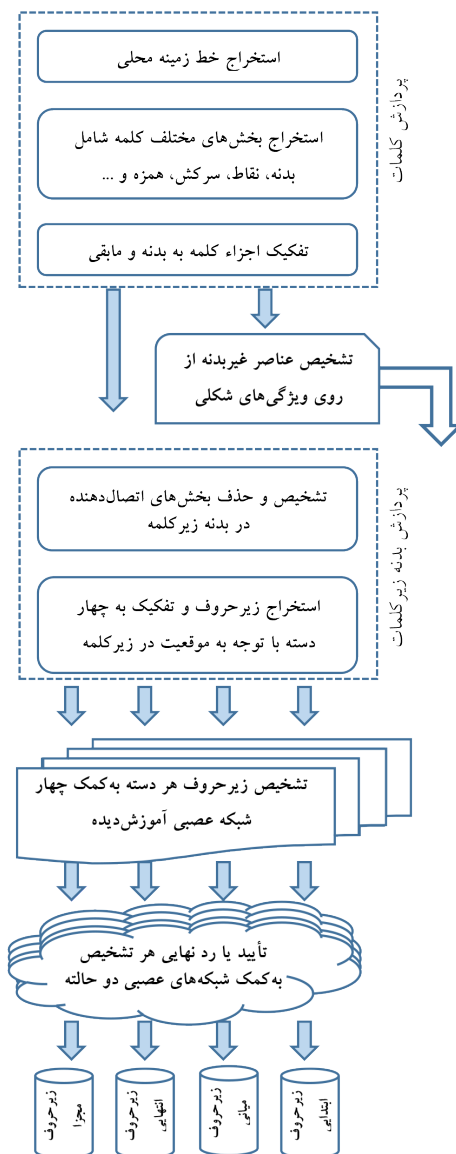 پردازش کلمات
استخراج خط زمینه محلی
استخراج بخش‌های مختلف کلمه شامل
بدنه، نقاط، سرکش، همزه و ...
تفکیک اجزاء کلمه به بدنه و مابقی
تشخیص عناصر غیربدنه از
روی ویژگی‌های شکلی
پردازش بدنه زیرکلمات
تشخیص و حذف بخش‌های اتصال‌دهنده
در بدنه زیرکلمه
استخراج زیرحروف و تفکیک به چهار
دسته با توجه به موقعیت در زیرکلمه
تشخیص زیرحروف هر دسته به‌کمک چهار
شبکه عصبی آموزش‌دیده
تأیید یا رد نهایی هر تشخیص
به‌کمک شبکه‌های عصبی دو حالته
زیرحروف
ابتدایی
زیرحروف
میانی
زیرحروف
انتهایی
زیرحروف
مجزا